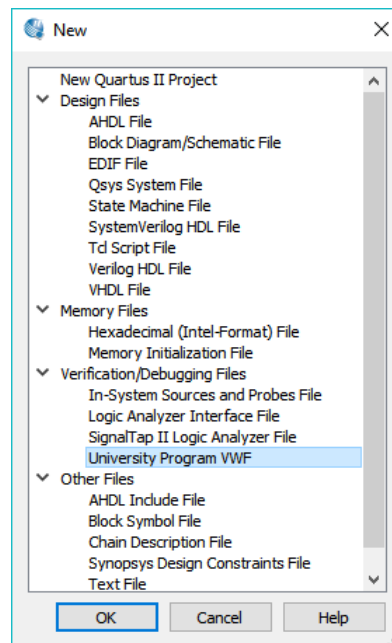 New
New Quartus II Project
Design Files
AHDL File
Block Diagram/Schematic File
EDIF File
Qsys System File
State Machine File
SystemVerilog HDL File
Tcl Script File
Verilog HDL File
VHDL File
Memory Files
Hexadecimal (Intel-Format) File
Memory Initialization File
Verification/Debugging Files
In-System Sources and Probes File
Logic Analyzer Interface File
SignalTap II Logic Analyzer File
University Program VWF
Other Files
AHDL Include File
Block Symbol File
Chain Description File
Synopsys Design Constraints File
Text File
OK Cancel Help